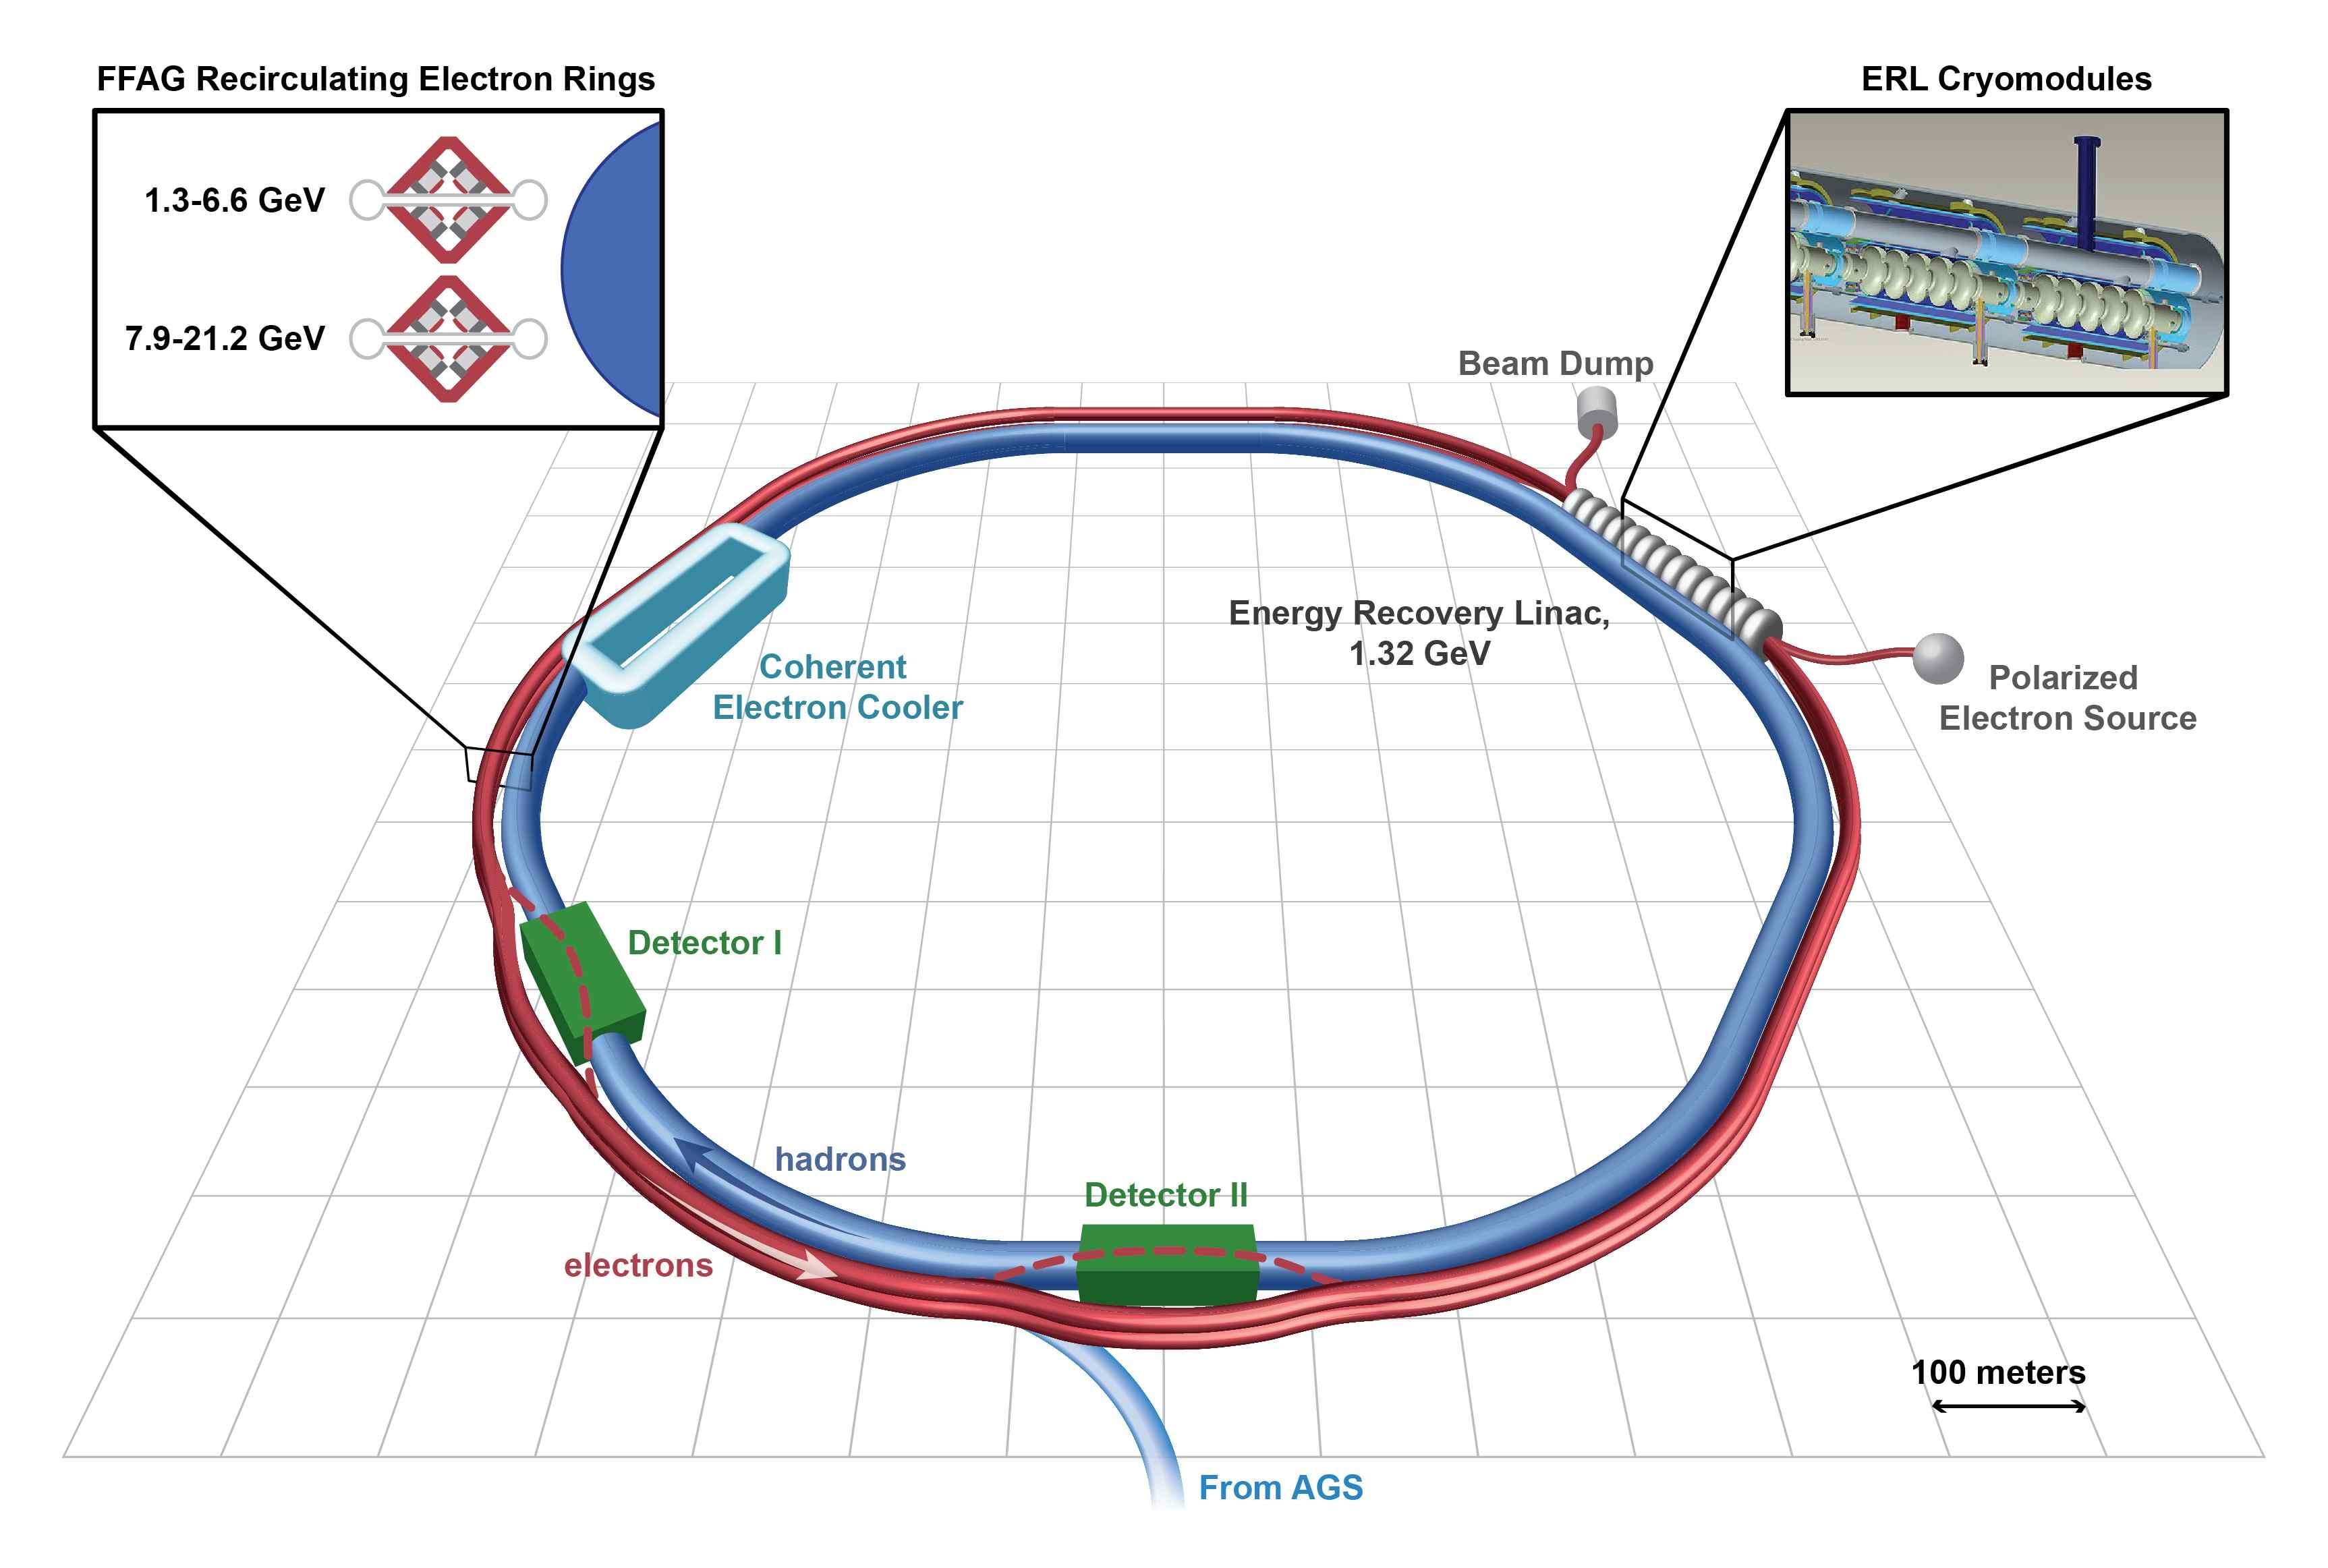 FFAG Recirculating Electron Rings
1.3-6.6 GeV
7.9-21.2 GeV
ERL Cryomodules
Beam Dump
Energy Recovery Linac,
1.32 GeV
Polarized
Electron Source
Coherent
Electron Cooler
Detector I
hadrons
Detector II
electrons
100 meters
From AGS